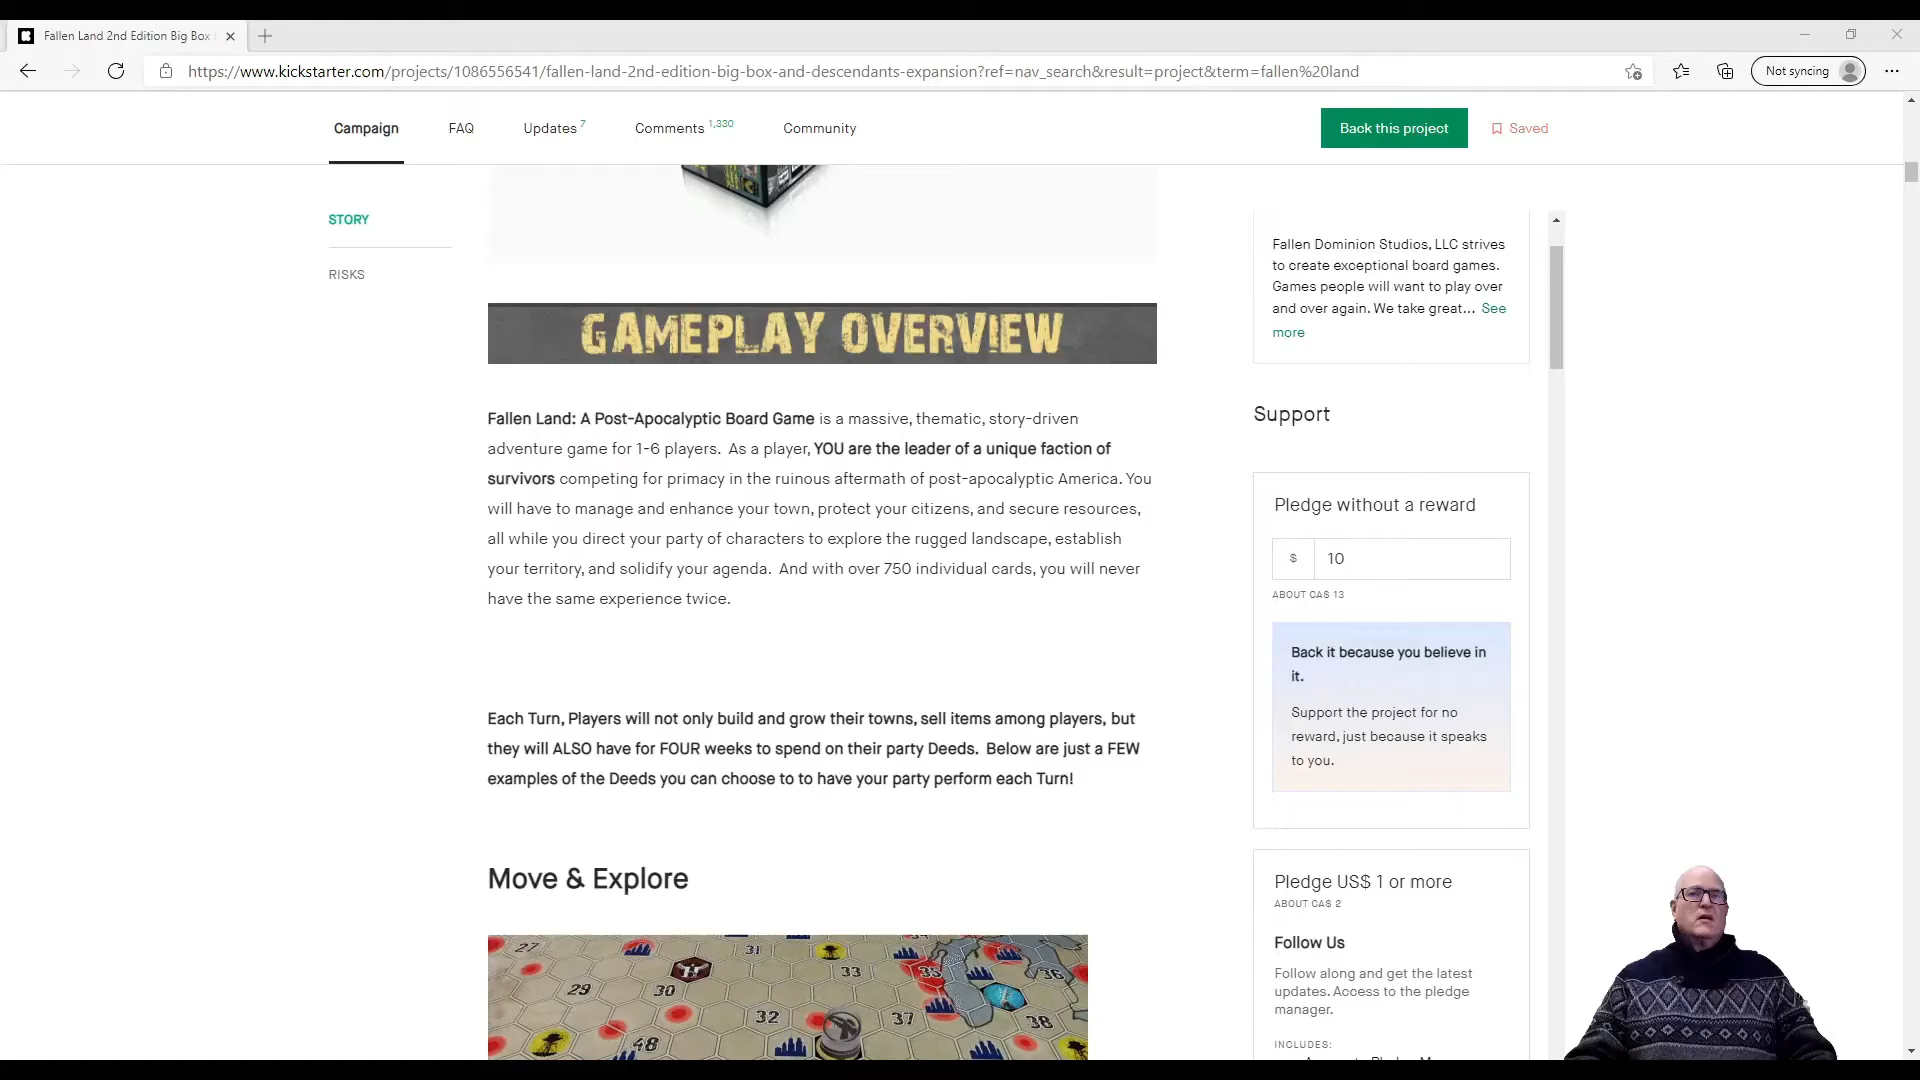 Fallen Land 2nd Edition Big Box
https://www.kickstarter.com/projects/1086556541/fallen-land-2nd-edition-big-box-and-descendants-expansion?ref=nav_search&result=project&term=fallen%20land
Not syncing
Campaign
FAQ
Updates 7
Comments 1,330
Community
Back this project
Saved
STORY
RISKS
GAMEPLAY OVERVIEW
Fallen Land: A Post-Apocalyptic Board Game is a massive, thematic, story-driven
adventure game for 1-6 players.  As a player, YOU are the leader of a unique faction of
survivors competing for primacy in the ruinous aftermath of post-apocalyptic America. You
will have to manage and enhance your town, protect your citizens, and secure resources,
all while you direct your party of characters to explore the rugged landscape, establish
your territory, and solidify your agenda.  And with over 750 individual cards, you will never
have the same experience twice.
Each Turn, Players will not only build and grow their towns, sell items among players, but
they will ALSO have for FOUR weeks to spend on their party Deeds.  Below are just a FEW
examples of the Deeds you can choose to to have your party perform each Turn!
Move & Explore
27
31
33
35
36
29
30
32
37
38
48
Fallen Dominion Studios, LLC strives
to create exceptional board games.
Games people will want to play over
and over again. We take great... See
more
Support
Pledge without a reward
$ 10
ABOUT CA$ 13
Back it because you believe in
it.
Support the project for no
reward, just because it speaks
to you.
Pledge US$ 1 or more
ABOUT CA$ 2
Follow Us
Follow along and get the latest
updates. Access to the pledge
manager.
INCLUDES: